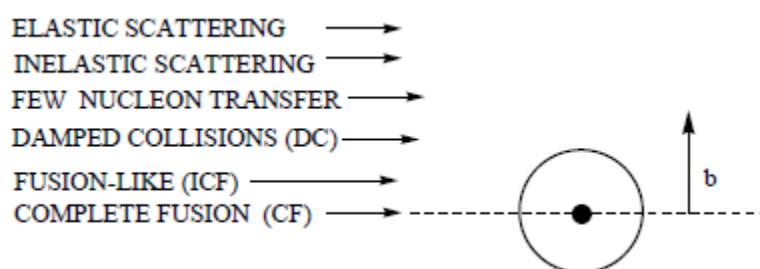 ELASTIC SCATTERING
INELASTIC SCATTERING
FEW NUCLEON TRANSFER
DAMPED COLLISIONS (DC)
FUSION-LIKE (ICF)
COMPLETE FUSION (CF)
b